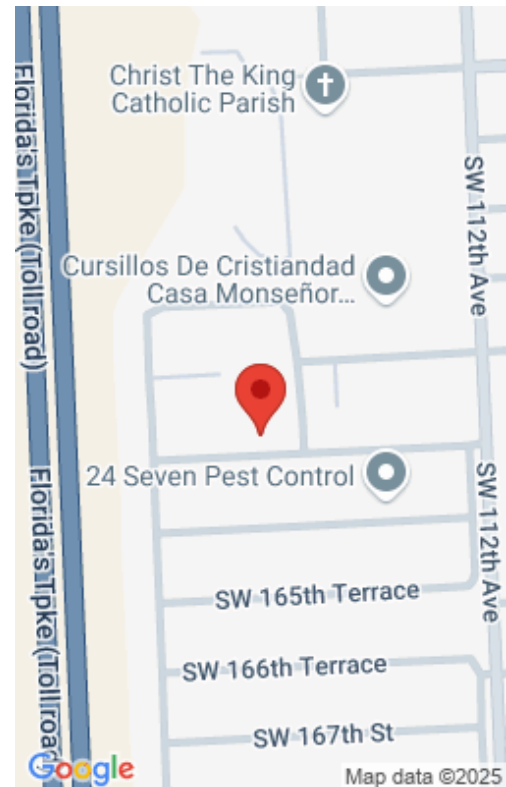 Christ The King
Catholic Parish
Florida's Tpke (Toll road)
SW 112th Ave
Cursillos De Cristiandad
Casa Monseñor...
24 Seven Pest Control
Florida's Tpke (Toll road)
SW 112th Ave
SW 165th Terrace
SW 166th Terrace
SW 167th St
Google
Map data ©2025